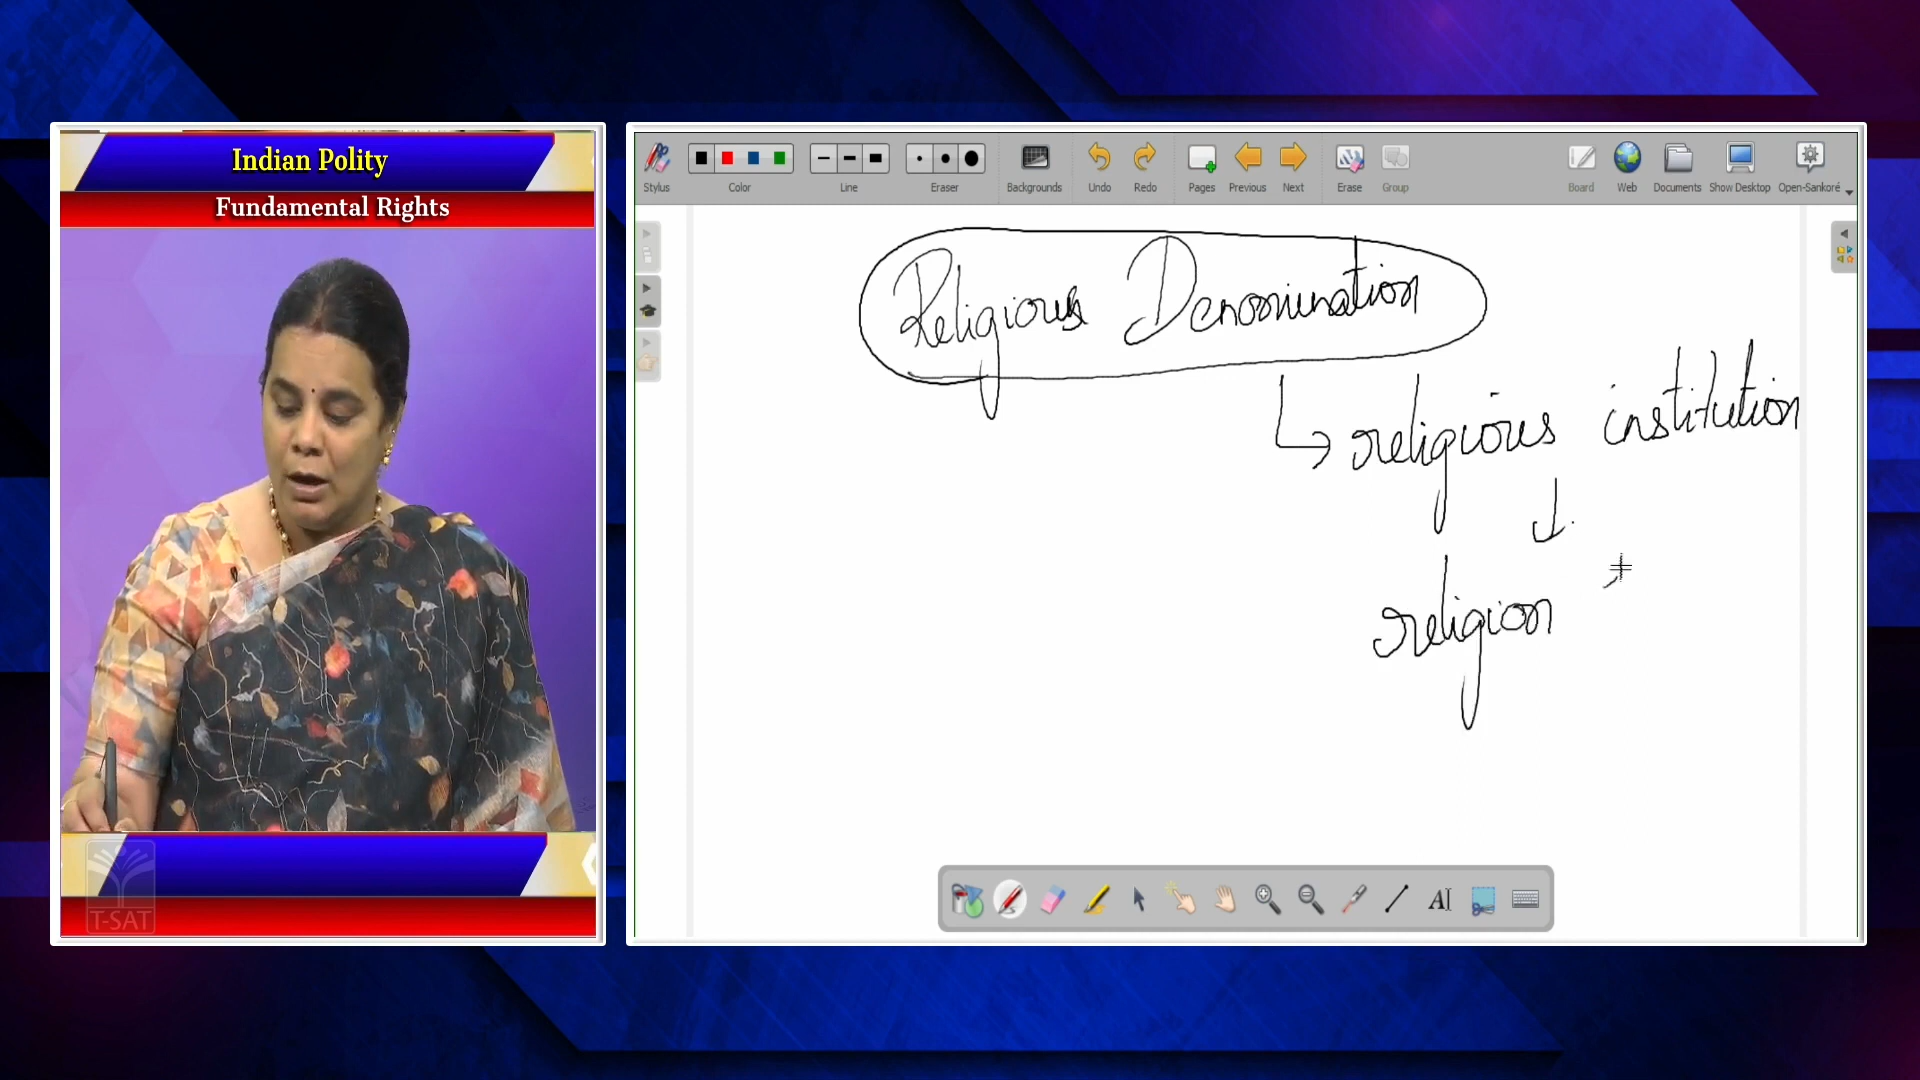 Indian Polity
Fundamental Rights
T-SAT
Stylus
Color
Line
Eraser
Backgrounds
Undo
Redo
Pages
Previous
Next
Erase
Group
Board
Web
Documents
Show Desktop
Open-Sankoré
Religious Denomination
religious institution
religion
AI